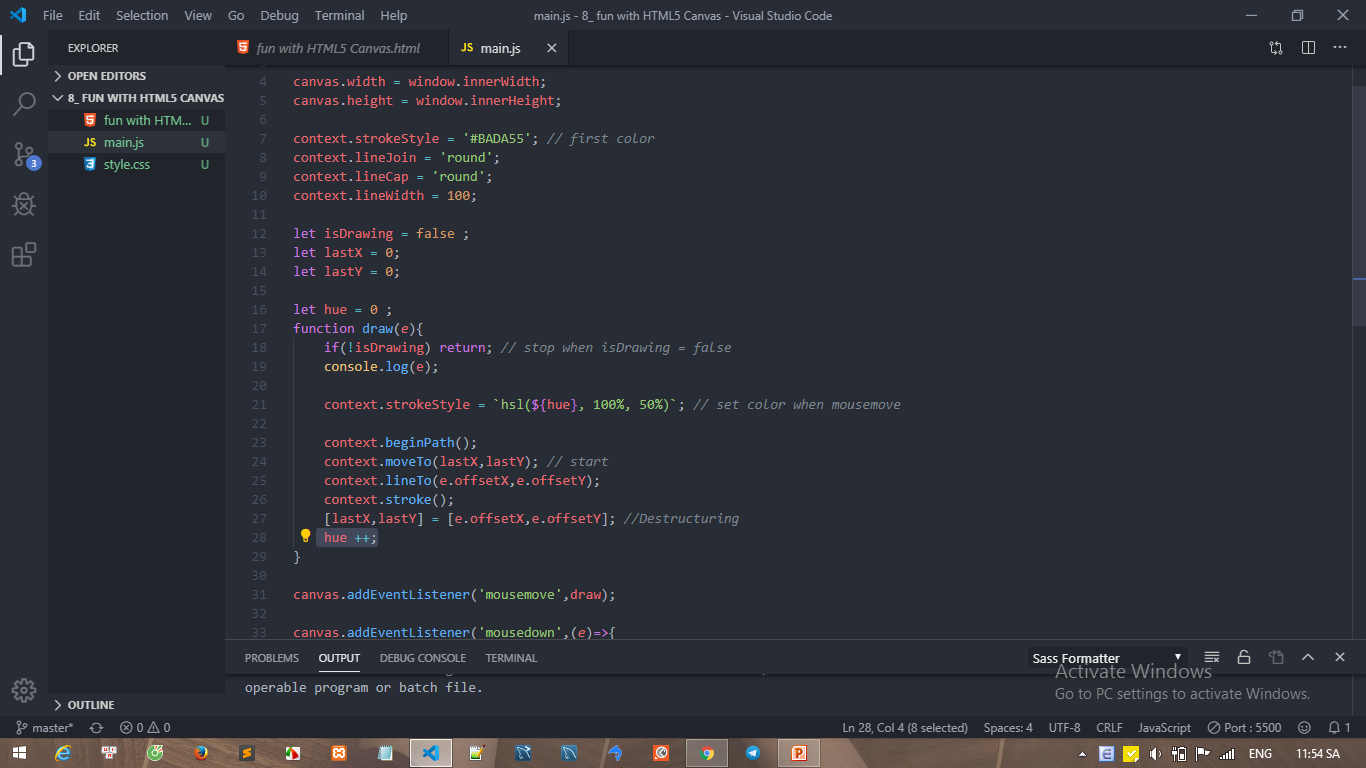 File Edit Selection View Go Debug Terminal Help
main.js - 8_ fun with HTML5 Canvas - Visual Studio Code
EXPLORER
OPEN EDITORS
8_ FUN WITH HTML5 CANVAS
fun with HTM... U
JS main.js U
style.css U
3
OUTLINE
fun with HTML5 Canvas.html
JS main.js
4 canvas.width = window.innerWidth;
5 canvas.height = window.innerHeight;
6
7 context.strokeStyle = '#BADA55'; // first color
8 context.lineJoin = 'round';
9 context.lineCap = 'round';
10 context.lineWidth = 100;
11
12 let isDrawing = false ;
13 let lastX = 0;
14 let lastY = 0;
15
16 let hue = 0 ;
17 function draw(e){
18 if(!isDrawing) return; // stop when isDrawing = false
19 console.log(e);
20
21 context.strokeStyle = `hsl(${hue}, 100%, 50%)`; // set color when mousemove
22
23 context.beginPath();
24 context.moveTo(lastX,lastY); // start
25 context.lineTo(e.offsetX,e.offsetY);
26 context.stroke();
27 [lastX,lastY] = [e.offsetX,e.offsetY]; //Destructuring
28 hue ++;
29 }
30
31 canvas.addEventListener('mousemove',draw);
32
33 canvas.addEventListener('mousedown',(e)=>{
PROBLEMS OUTPUT DEBUG CONSOLE TERMINAL
Sass Formatter
operable program or batch file.
Activate Windows
Go to PC settings to activate Windows.
master* 0 0 Ln 28, Col 4 (8 selected) Spaces: 4 UTF-8 CRLF JavaScript Port : 5500 1
ENG 11:54 SA